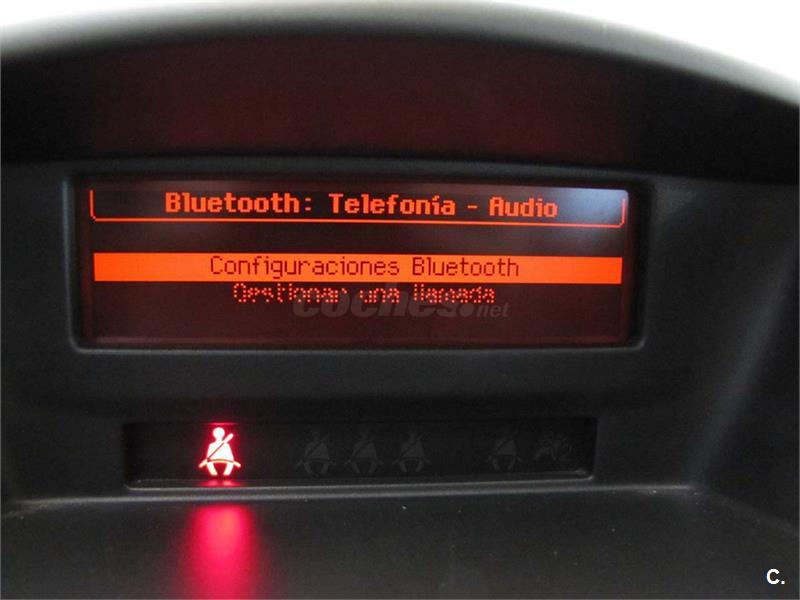 Bluetooth: Telefonía - Audio
Configuraciones Bluetooth
Gestionar una llamada
coches.net
C.